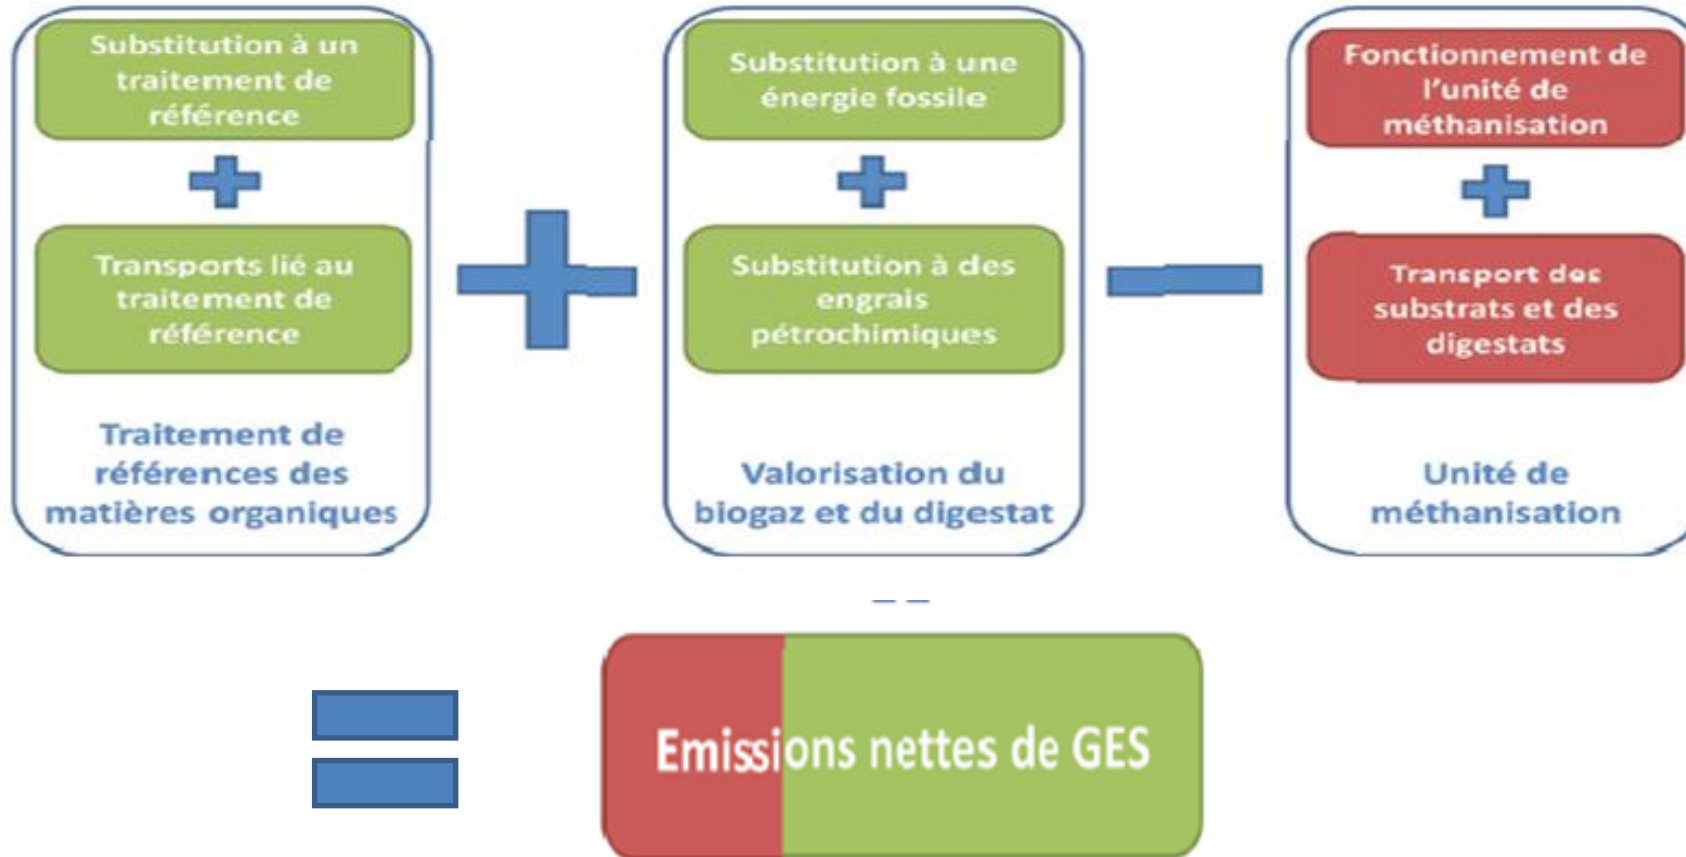 Substitution à un
traitement de
référence
Transports lié au
traitement de
référence
Traitement de
références des
matières organiques
Substitution à une
énergie fossile
Substitution à des
engrais
pétrochimiques
Valorisation du
biogaz et du digestat
Fonctionnement de
l'unité de
méthanisation
Transport des
substrats et des
digestats
Unité de
méthanisation
Emissions nettes de GES